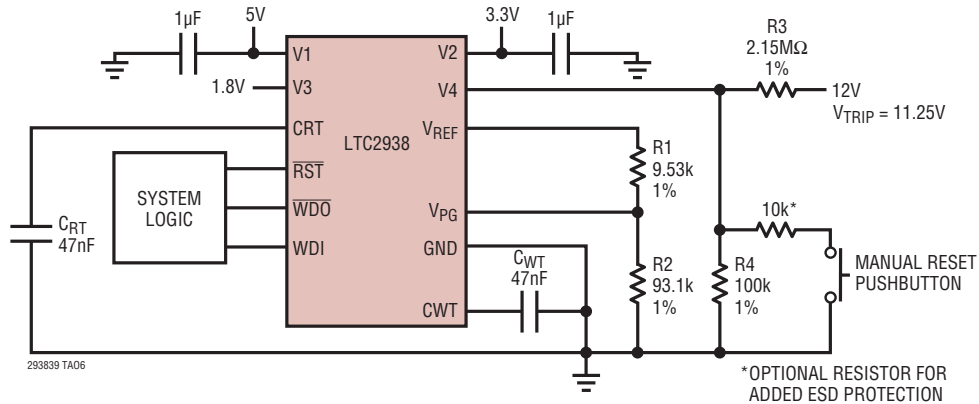 1µF
5V
3.3V
1µF
R3
2.15MΩ
1%
V1
V2
1.8V
V3
V4
12V
VTRIP = 11.25V
CRT
VREF
LTC2938
R1
9.53k
1%
RST
SYSTEM
LOGIC
WDO
VPG
10k*
CRT
47nF
WDI
GND
CWT
47nF
R2
93.1k
1%
R4
100k
1%
MANUAL RESET
PUSHBUTTON
CWT
293839 TA06
*OPTIONAL RESISTOR FOR
ADDED ESD PROTECTION